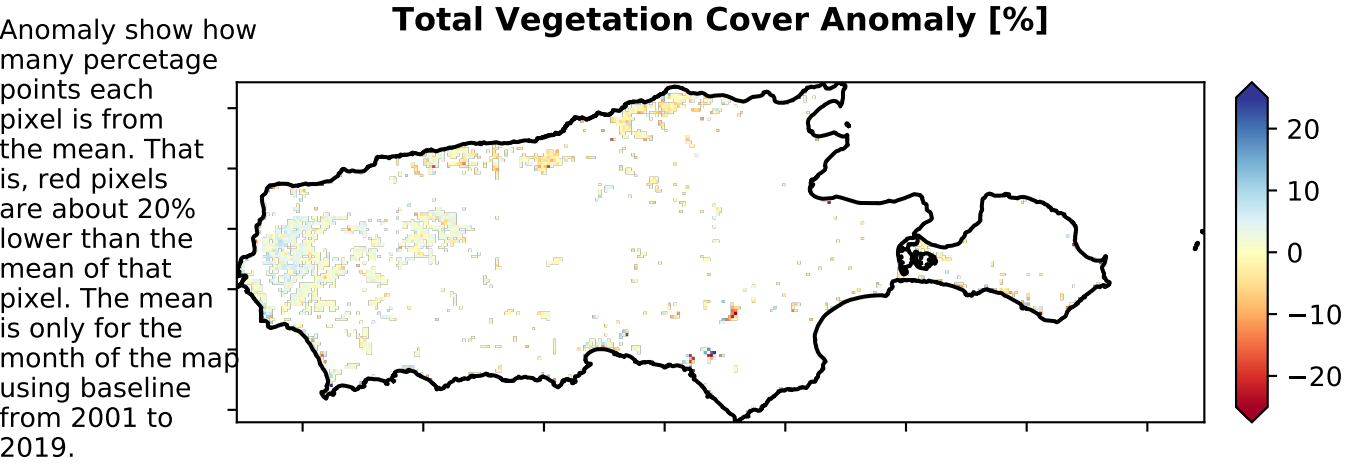 Total Vegetation Cover Anomaly [%]
Anomaly show how
many percetage
points each
pixel is from
the mean. That
is, red pixels
are about 20%
lower than the
mean of that
pixel. The mean
is only for the
month of the map
using baseline
from 2001 to
2019.
20
10
0
−10
−20